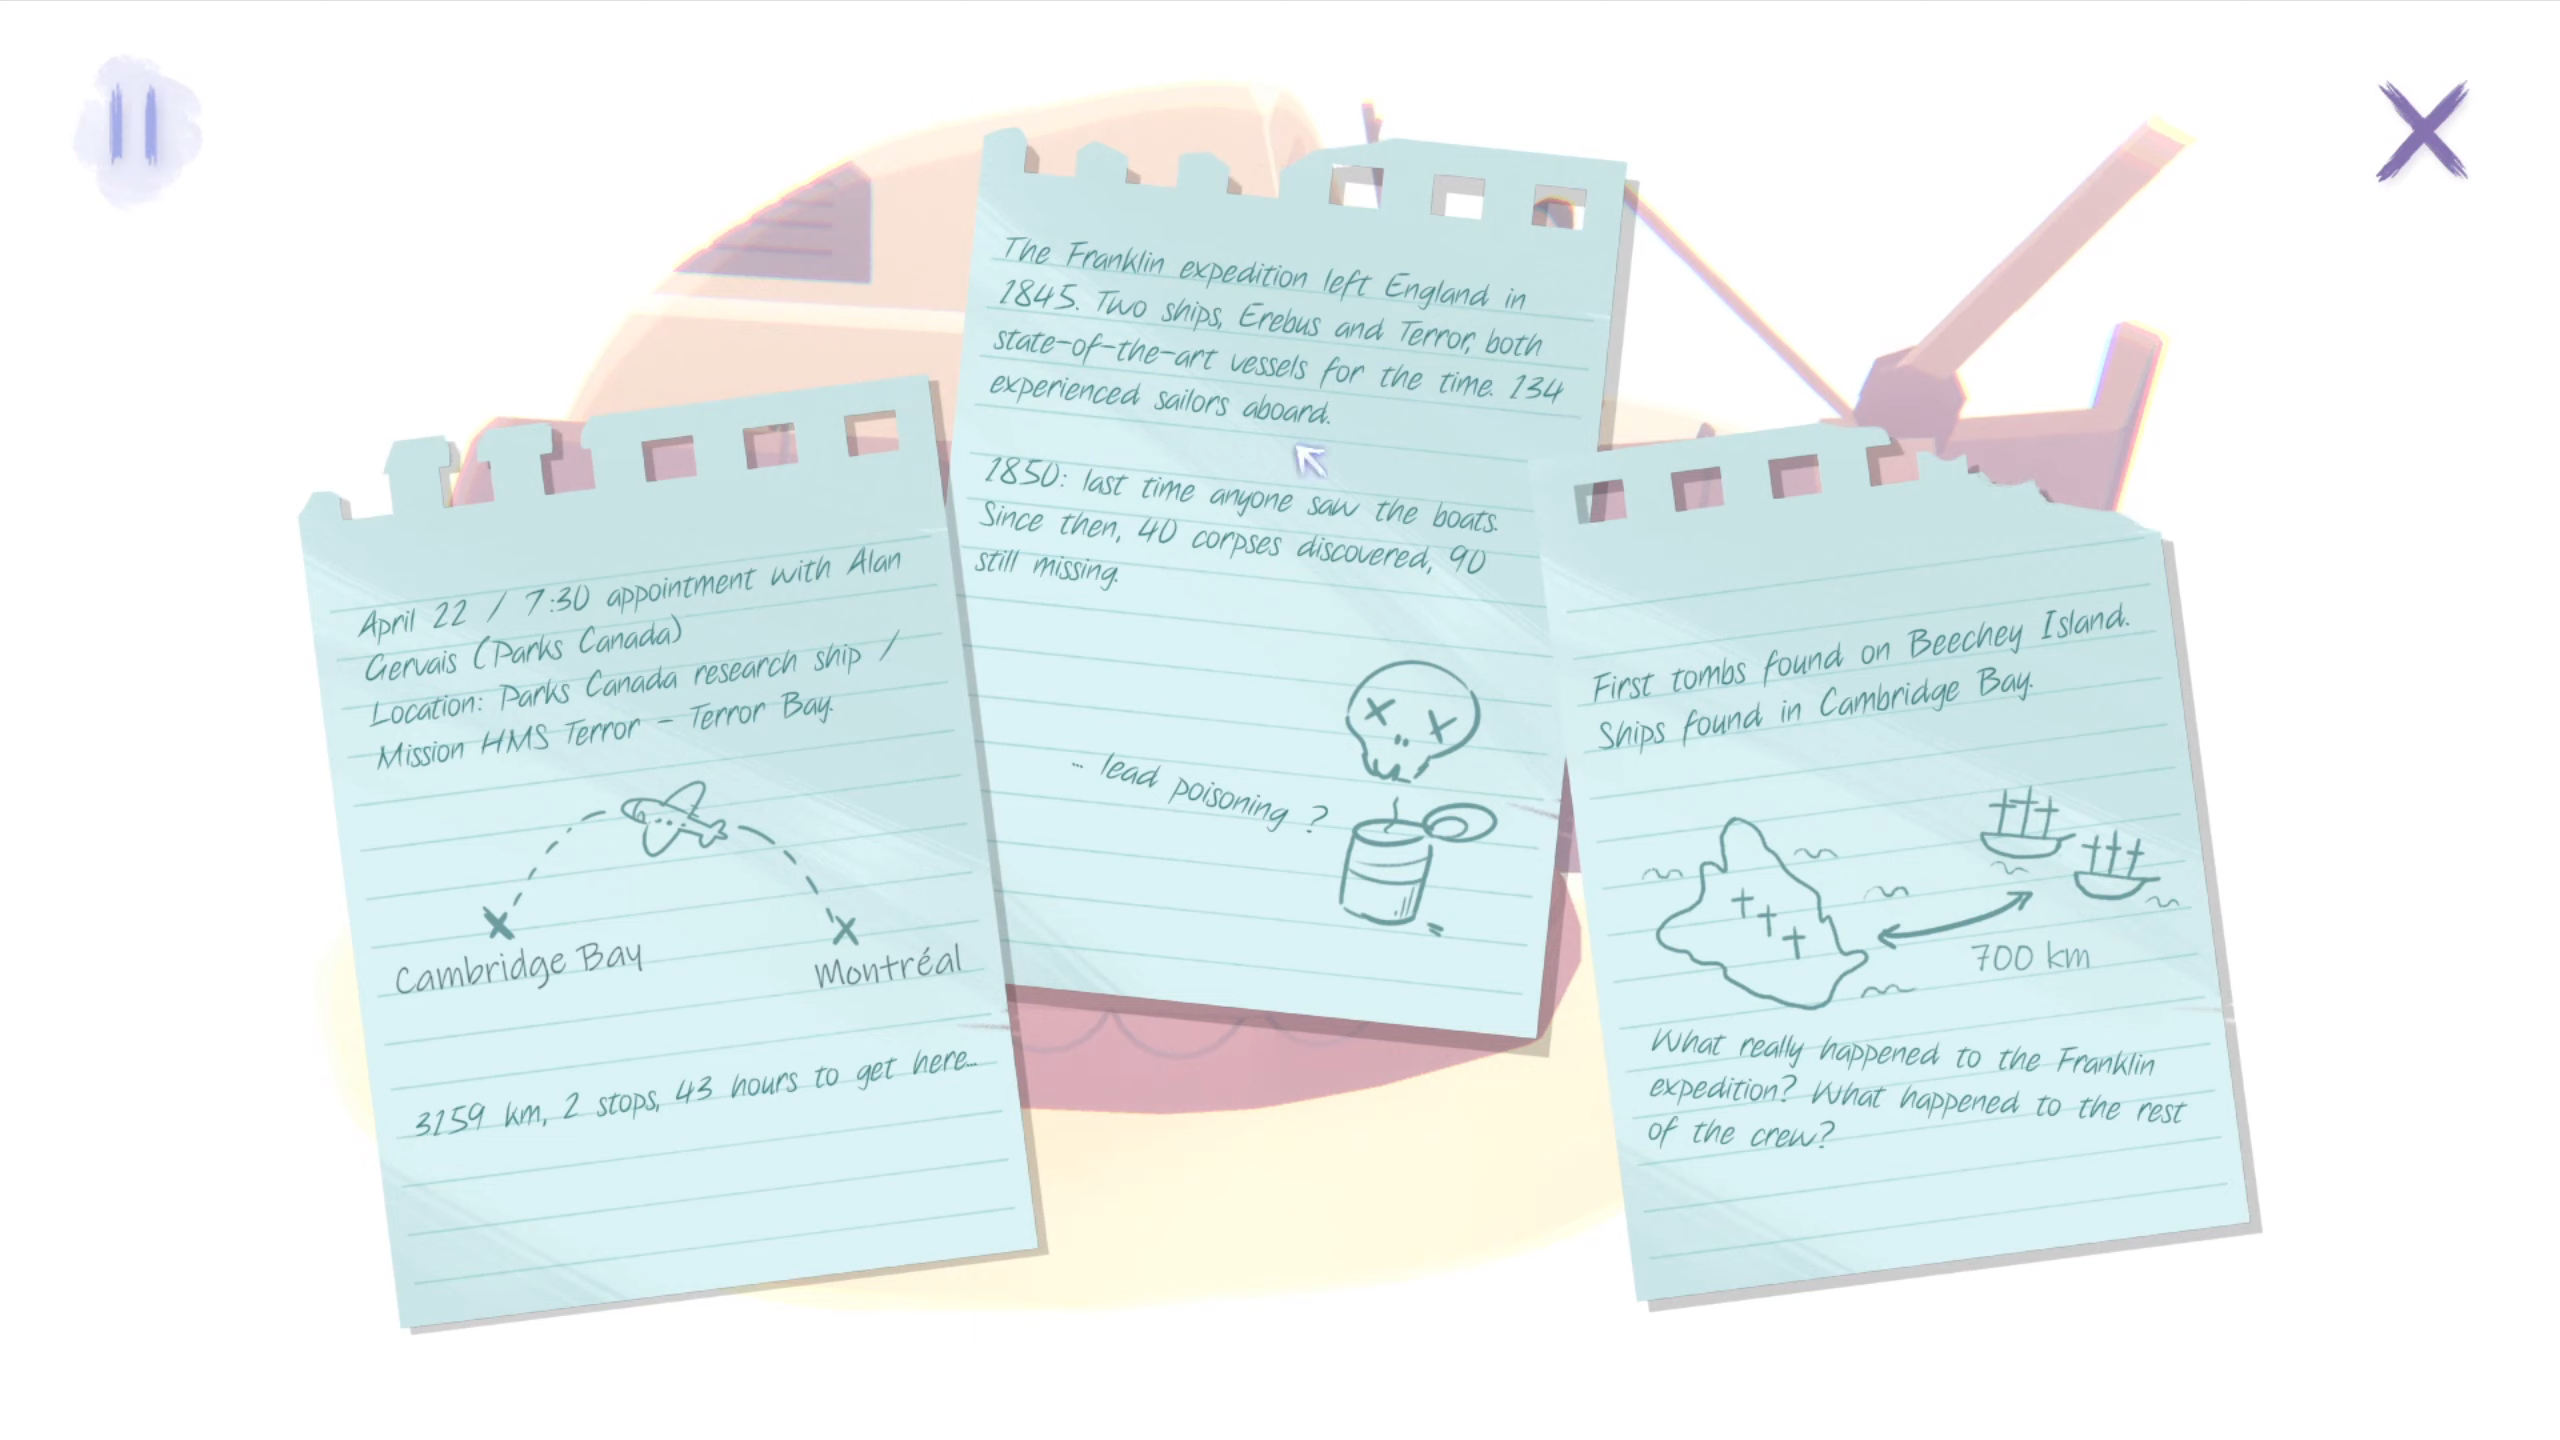 April 22 / 7:30 appointment with Alan
Gervais (Parks Canada)
Location: Parks Canada research ship /
Mission HMS Terror - Terror Bay.
Cambridge Bay
Montréal
3159 km, 2 stops, 43 hours to get here...
The Franklin expedition left England in
1845. Two ships, Erebus and Terror, both
state-of-the-art vessels for the time. 134
experienced sailors aboard.
1850: last time anyone saw the boats.
Since then, 40 corpses discovered, 90
still missing.
... lead poisoning ?
First tombs found on Beechey Island.
Ships found in Cambridge Bay.
700 km
What really happened to the Franklin
expedition? What happened to the rest
of the crew?